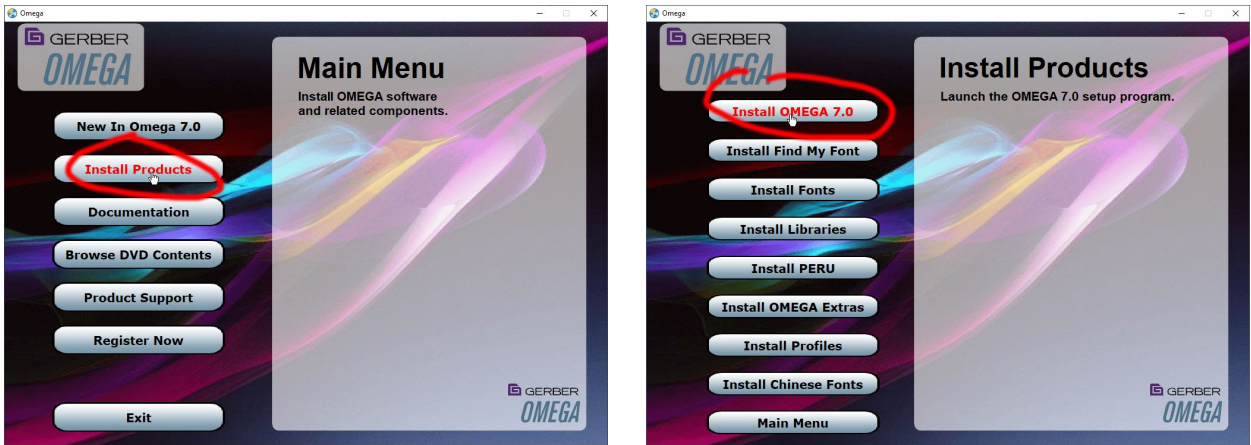 Omega
GERBER
OMEGA
New In Omega 7.0
Install Products
Documentation
Browse DVD Contents
Product Support
Register Now
Exit
Main Menu
Install OMEGA software
and related components.
GERBER
OMEGA
Omega
GERBER
OMEGA
Install OMEGA 7.0
Install Find My Font
Install Fonts
Install Libraries
Install PERU
Install OMEGA Extras
Install Profiles
Install Chinese Fonts
Main Menu
Install Products
Launch the OMEGA 7.0 setup program.
GERBER
OMEGA